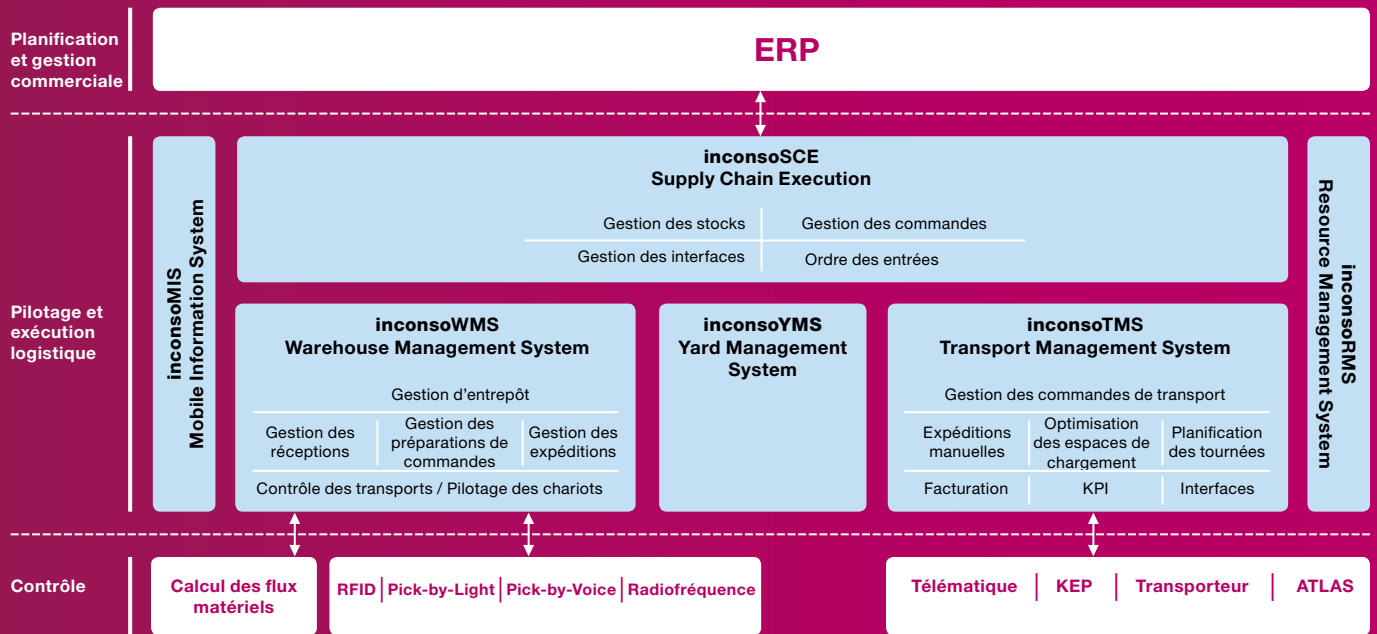 Planification
et gestion
commerciale
ERP
Pilotage et
exécution
logistique
inconsoMIS
Mobile Information System
inconsoSCE
Supply Chain Execution
Gestion des stocks
Gestion des commandes
Gestion des interfaces
Ordre des entrées
inconsoWMS
Warehouse Management System
Gestion d’entrepôt
Gestion des
réceptions
Gestion des
préparations de
commandes
Gestion des
expéditions
Contrôle des transports / Pilotage des chariots
inconsoYMS
Yard Management
System
inconsoTMS
Transport Management System
Gestion des commandes de transport
Expéditions
manuelles
Optimisation
des espaces de
chargement
Planification
des tournées
Facturation
KPI
Interfaces
inconsoRMS
Resource Management System
Contrôle
Calcul des flux
matériels
RFID
Pick-by-Light
Pick-by-Voice
Radiofréquence
Télématique
KEP
Transporteur
ATLAS